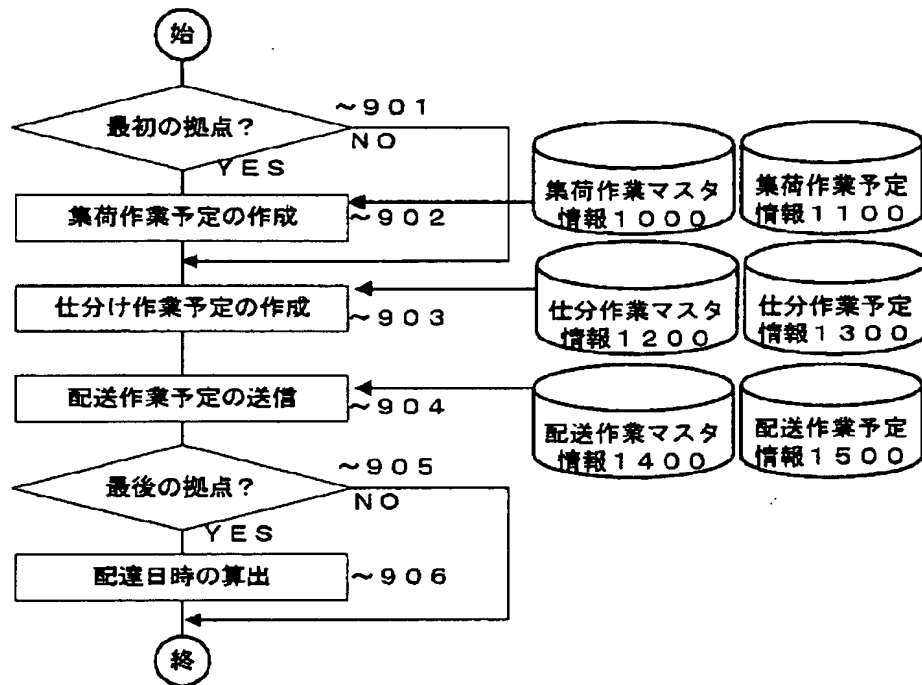 始
最初の拠点?
~901
NO
YES
集荷作業予定の作成
~902
集荷作業マスタ
情報1000
集荷作業予定
情報1100
仕分け作業予定の作成
~903
仕分作業マスタ
情報1200
仕分作業予定
情報1300
配送作業予定の送信
~904
配送作業マスタ
情報1400
配送作業予定
情報1500
最後の拠点?
~905
NO
YES
配達日時の算出
~906
終